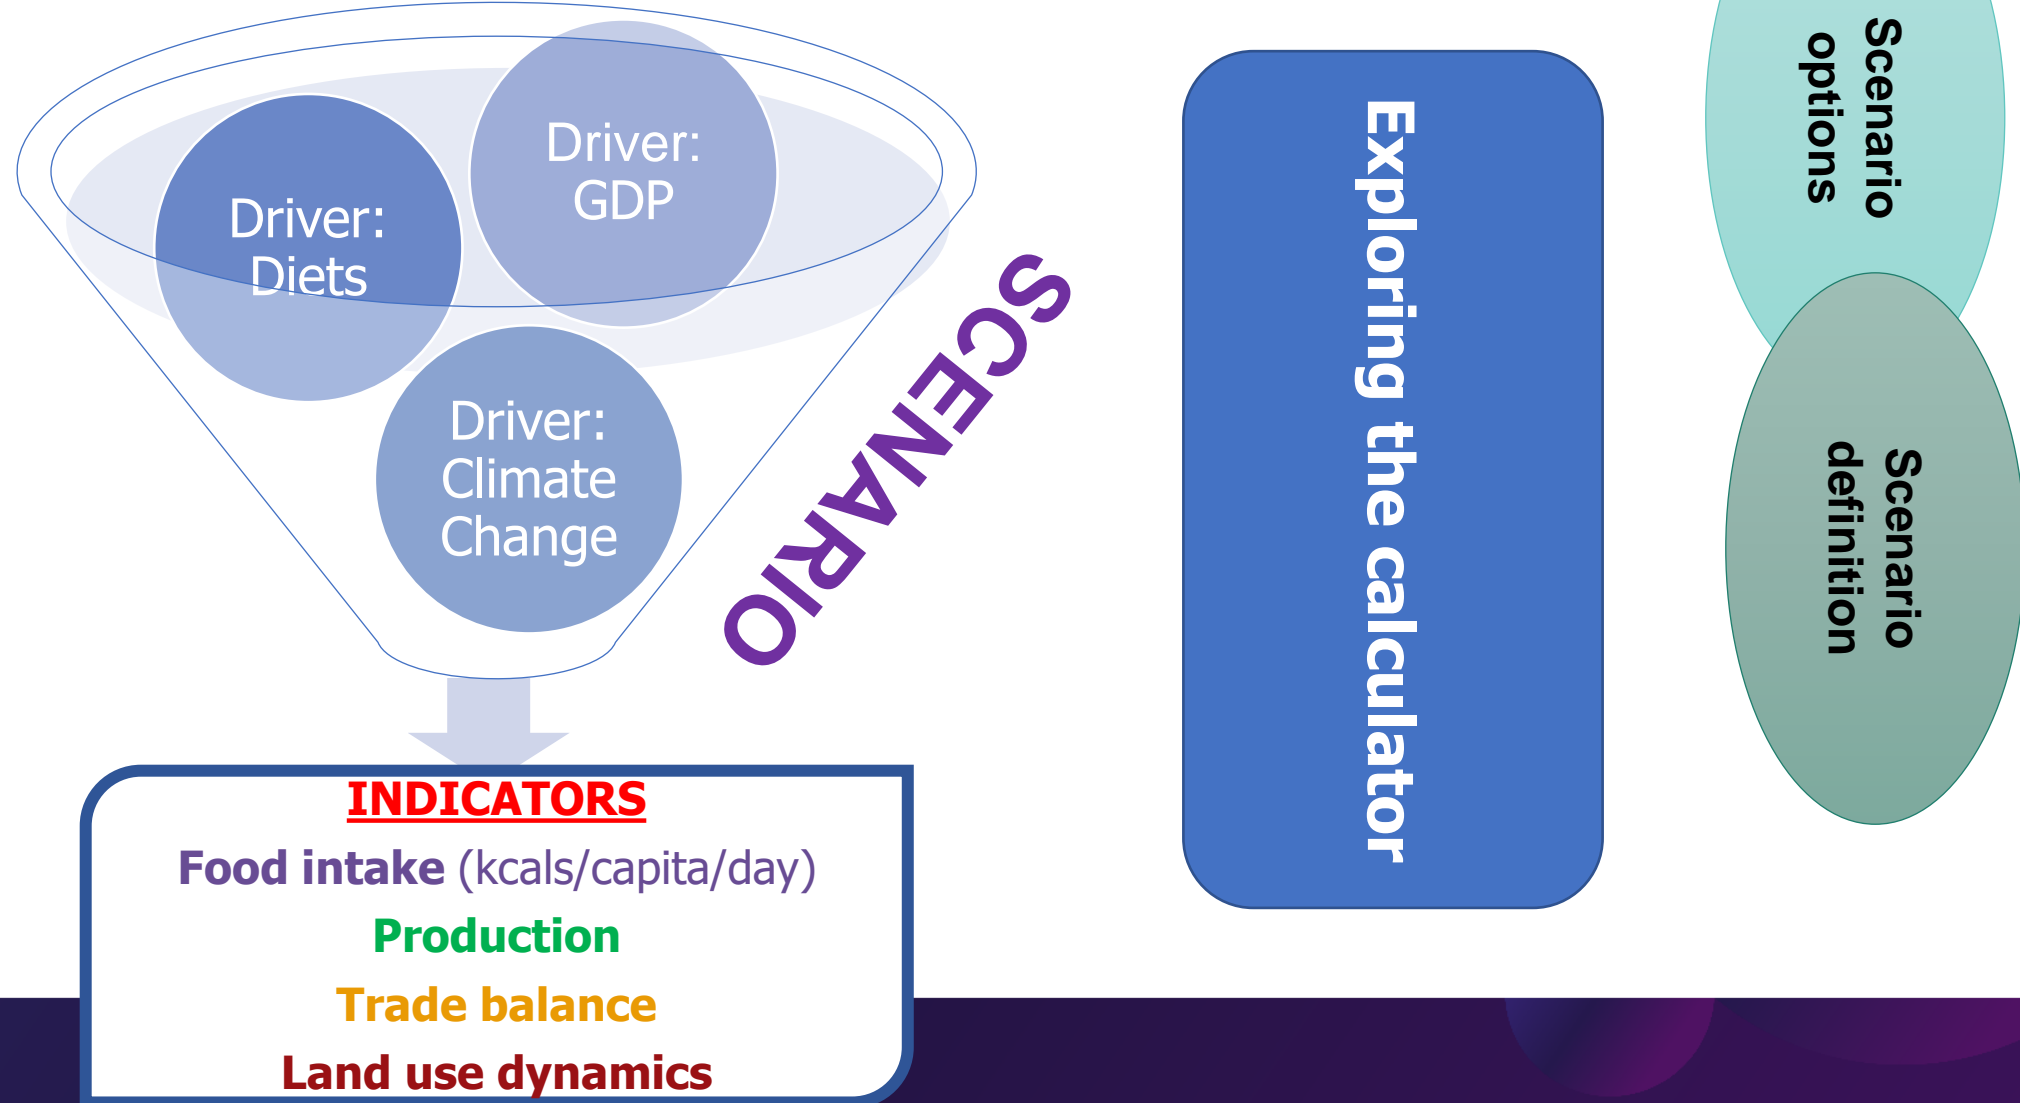 Driver:
GDP
Driver:
Diets
Driver:
Climate
Change
SCENARIO
INDICATORS
Food intake (kcals/capita/day)
Production
Trade balance
Land use dynamics
Exploring the calculator
Scenario
options
Scenario
definition